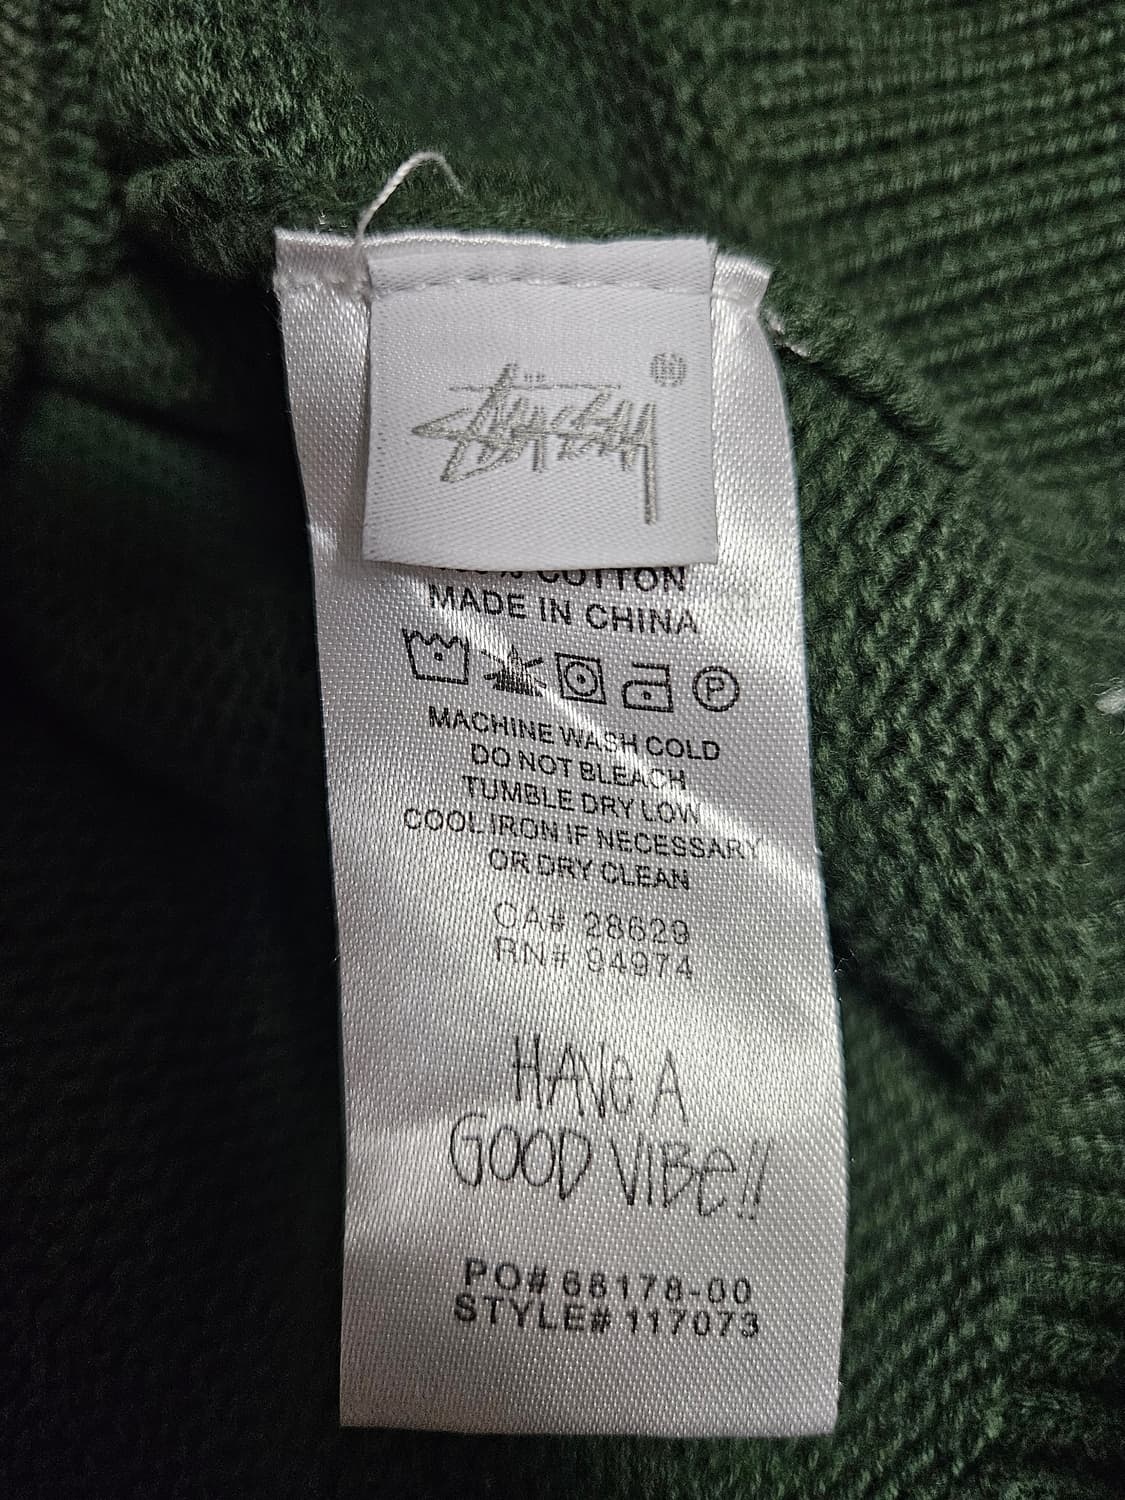 Stüssy
®
% COTTON
MADE IN CHINA
P
MACHINE WASH COLD
DO NOT BLEACH
TUMBLE DRY LOW
COOL IRON IF NECESSARY
OR DRY CLEAN
CA# 28629
RN# 94974
HAVe A
GOOD VIBe!!
PO# 68178-00
STYLE# 117073